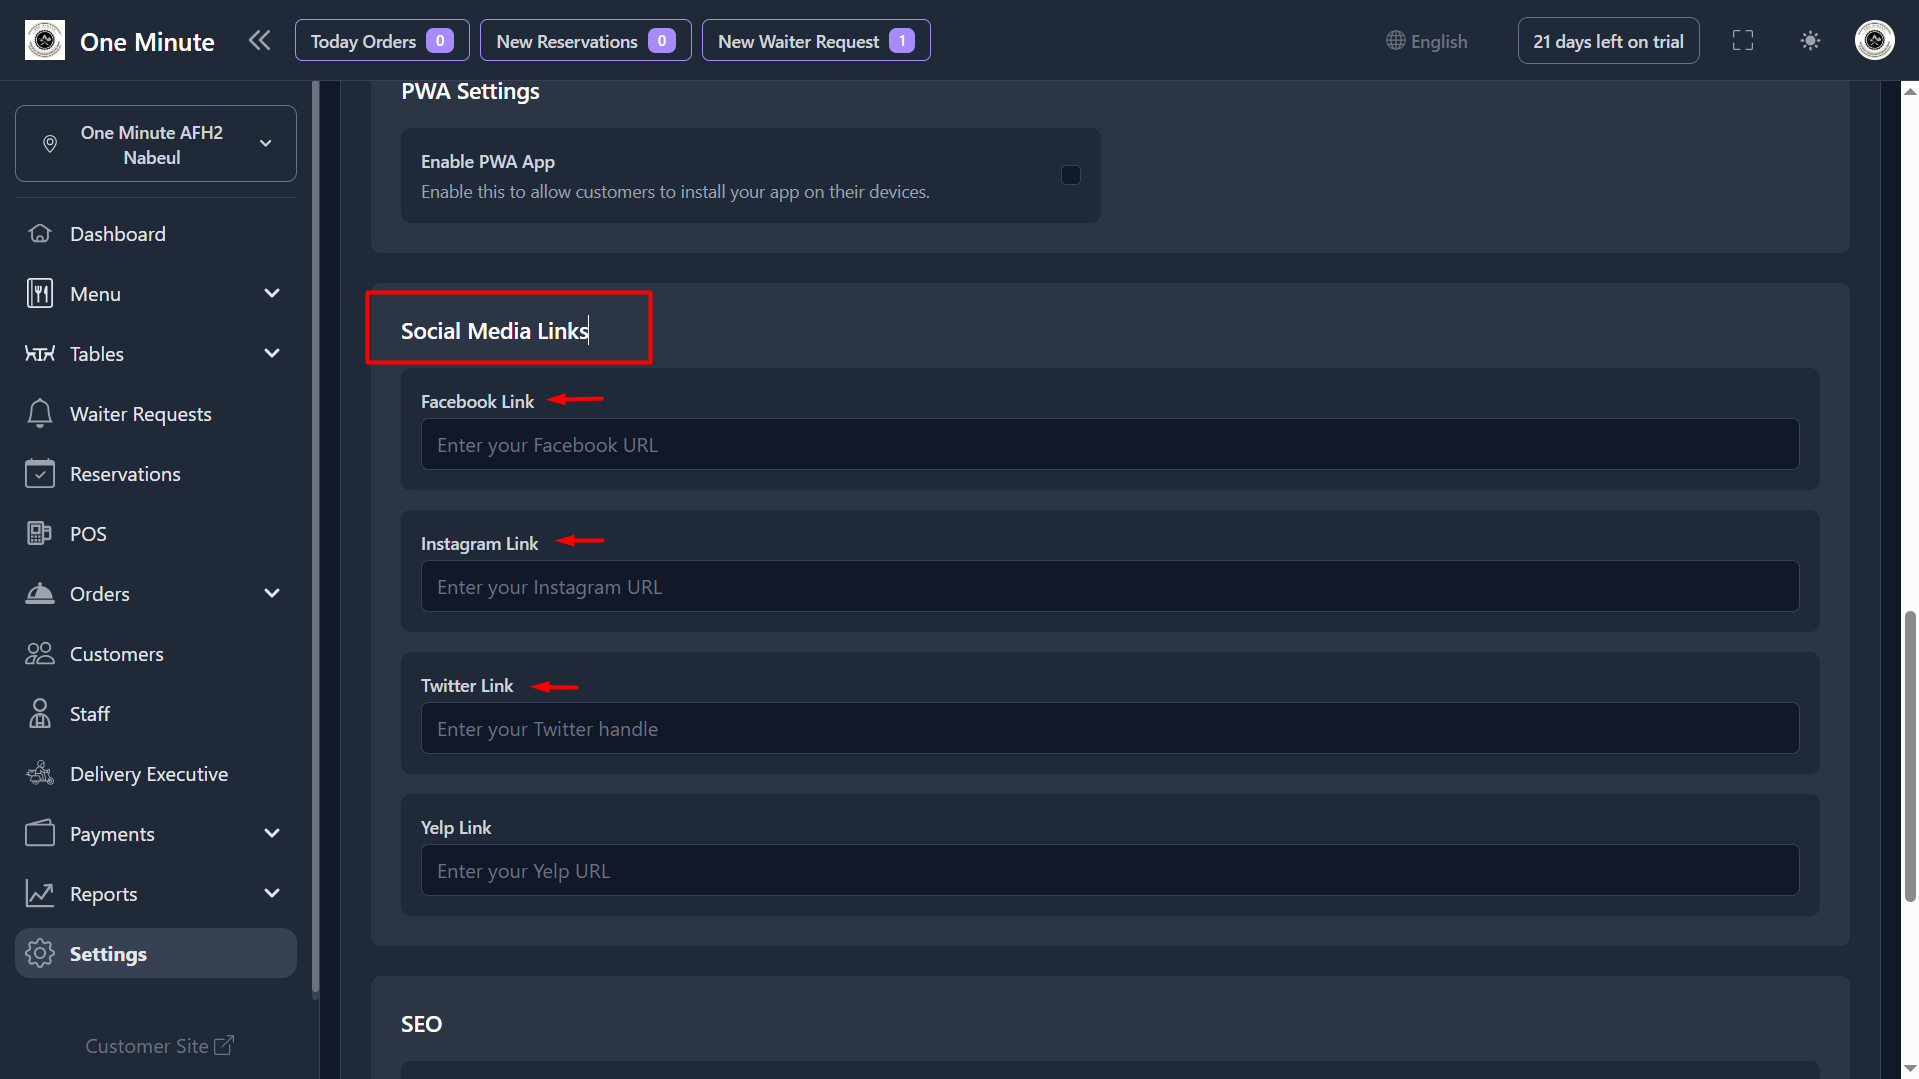 One Minute
Today Orders 0
New Reservations 0
New Waiter Request 1
English
21 days left on trial
One Minute AFH2
Nabeul
Dashboard
Menu
Tables
Waiter Requests
Reservations
POS
Orders
Customers
Staff
Delivery Executive
Payments
Reports
Settings
Customer Site
PWA Settings
Enable PWA App
Enable this to allow customers to install your app on their devices.
Social Media Links
Facebook Link
Enter your Facebook URL
Instagram Link
Enter your Instagram URL
Twitter Link
Enter your Twitter handle
Yelp Link
Enter your Yelp URL
SEO